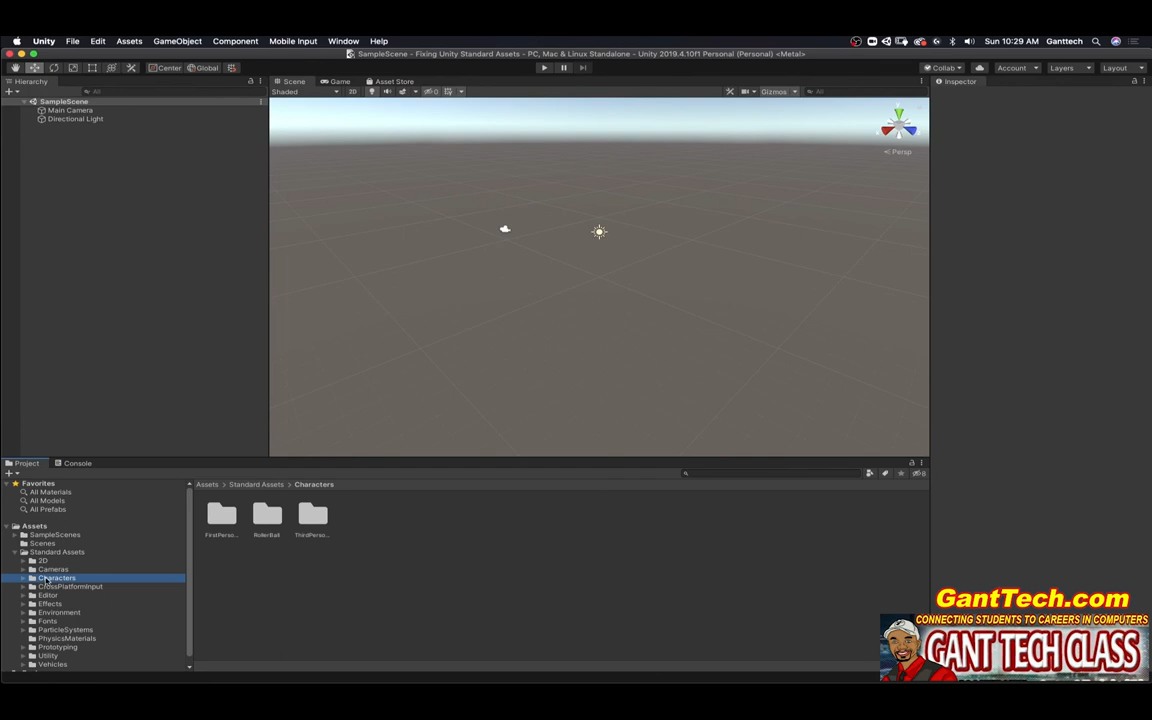 Unity File Edit Assets GameObject Component Mobile Input Window Help Sun 10:29 AM Ganttech
SampleScene - Fixing Unity Standard Assets - PC, Mac & Linux Standalone - Unity 2019.4.10f1 Personal (Personal) <Metal>
Center Global Collab Account Layers Layout
Hierarchy Scene Game Asset Store Inspector
All Shaded 2D 0 Gizmos All
SampleScene
Main Camera
Directional Light
Persp
Project Console
8
Favorites
All Materials
All Models
All Prefabs
Assets > Standard Assets > Characters
FirstPerso... RollerBall ThirdPerso...
Assets
SampleScenes
Scenes
Standard Assets
2D
Cameras
Characters
CrossPlatformInput
Editor
Effects
Environment
Fonts
ParticleSystems
PhysicsMaterials
Prototyping
Utility
Vehicles
GantTech.com
CONNECTING STUDENTS TO CAREERS IN COMPUTERS
GANT TECH CLASS